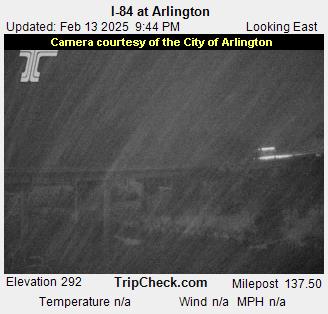 I-84 at Arlington
Updated: Feb 13 2025 9:44 PM Looking East
Camera courtesy of the City of Arlington
Elevation 292 TripCheck.com Milepost 137.50
Temperature n/a Wind n/a MPH n/a